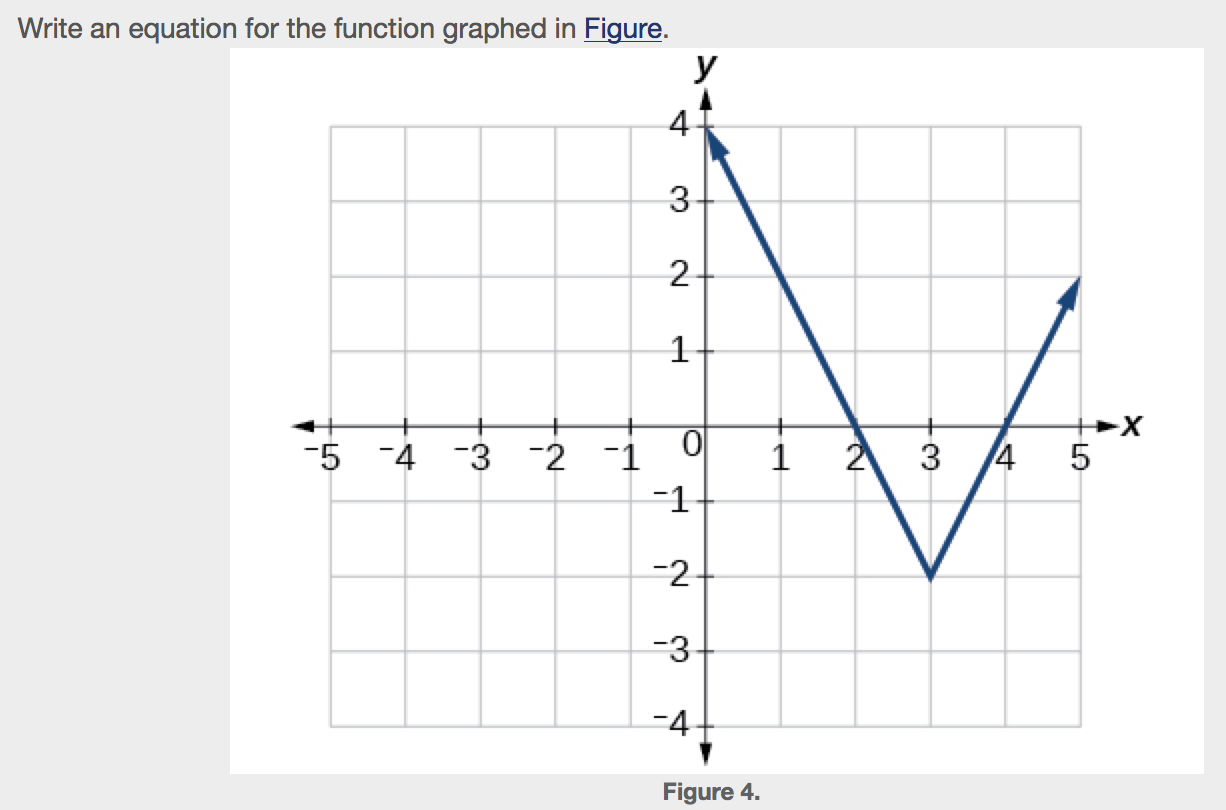 Write an equation for the function graphed in Figure.
y
4
3
2
1
-5 -4 -3 -2 -1 0 1 2 3 4 5 x
-1
-2
-3
-4
Figure 4.